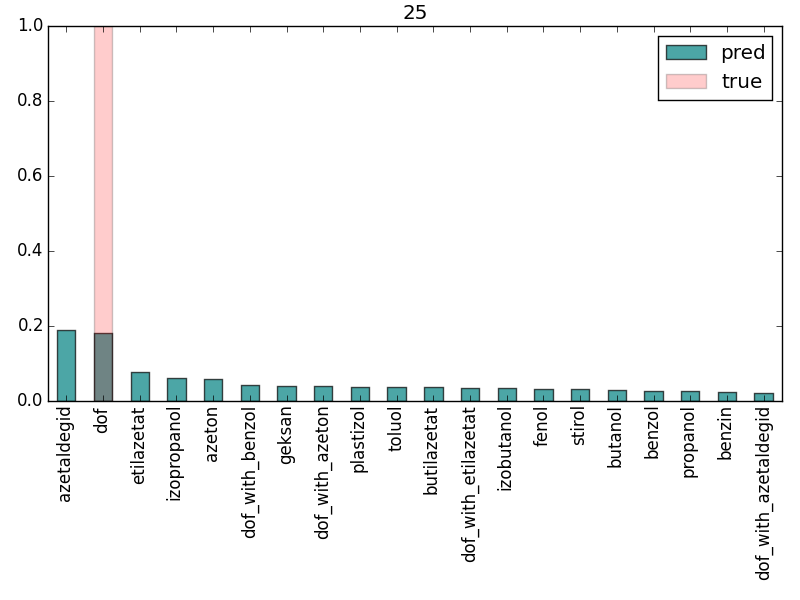 25
1.0
0.8
0.6
0.4
0.2
0.0
pred
true
azetaldegid
dof
etilazetat
izopropanol
azeton
dof_with_benzol
geksan
dof_with_azeton
plastizol
toluol
butilazetat
dof_with_etilazetat
izobutanol
fenol
stirol
butanol
benzol
propanol
benzin
dof_with_azetaldegid